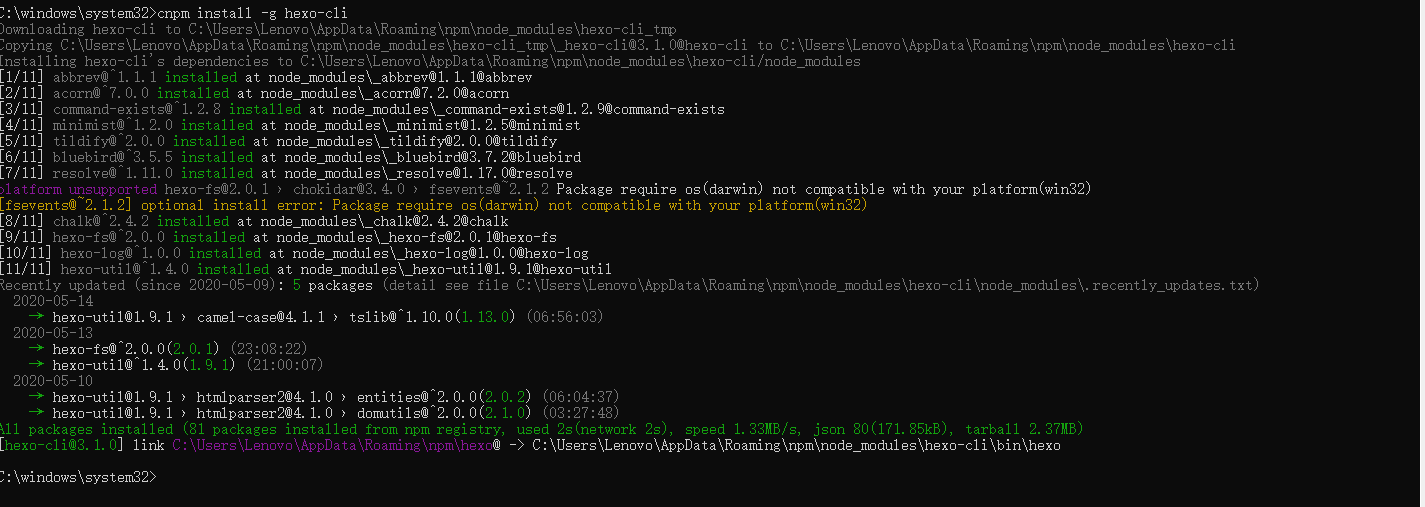 C:\windows\system32>cnpm install -g hexo-cli
Downloading hexo-cli to C:\Users\Lenovo\AppData\Roaming\npm\node_modules\hexo-cli_tmp
Copying C:\Users\Lenovo\AppData\Roaming\npm\node_modules\hexo-cli_tmp\_hexo-cli@3.1.0@hexo-cli to C:\Users\Lenovo\AppData\Roaming\npm\node_modules\hexo-cli
Installing hexo-cli's dependencies to C:\Users\Lenovo\AppData\Roaming\npm\node_modules\hexo-cli/node_modules
[1/11] abbrev@^1.1.1 installed at node_modules\_abbrev@1.1.1@abbrev
[2/11] acorn@^7.0.0 installed at node_modules\_acorn@7.2.0@acorn
[3/11] command-exists@^1.2.8 installed at node_modules\_command-exists@1.2.9@command-exists
[4/11] minimist@^1.2.0 installed at node_modules\_minimist@1.2.5@minimist
[5/11] tildify@^2.0.0 installed at node_modules\_tildify@2.0.0@tildify
[6/11] bluebird@^3.5.5 installed at node_modules\_bluebird@3.7.2@bluebird
[7/11] resolve@^1.11.0 installed at node_modules\_resolve@1.17.0@resolve
platform unsupported hexo-fs@2.0.1 › chokidar@3.4.0 › fsevents@~2.1.2 Package require os(darwin) not compatible with your platform(win32)
[fsevents@~2.1.2] optional install error: Package require os(darwin) not compatible with your platform(win32)
[8/11] chalk@^2.4.2 installed at node_modules\_chalk@2.4.2@chalk
[9/11] hexo-fs@^2.0.0 installed at node_modules\_hexo-fs@2.0.1@hexo-fs
[10/11] hexo-log@^1.0.0 installed at node_modules\_hexo-log@1.0.0@hexo-log
[11/11] hexo-util@^1.4.0 installed at node_modules\_hexo-util@1.9.1@hexo-util
Recently updated (since 2020-05-09): 5 packages (detail see file C:\Users\Lenovo\AppData\Roaming\npm\node_modules\hexo-cli\node_modules\.recently_updates.txt)
2020-05-14
→ hexo-util@1.9.1 › camel-case@4.1.1 › tslib@^1.10.0(1.13.0) (06:56:03)
2020-05-13
→ hexo-fs@^2.0.0(2.0.1) (23:08:22)
→ hexo-util@^1.4.0(1.9.1) (21:00:07)
2020-05-10
→ hexo-util@1.9.1 › htmlparser2@4.1.0 › entities@^2.0.0(2.0.2) (06:04:37)
→ hexo-util@1.9.1 › htmlparser2@4.1.0 › domutils@^2.0.0(2.1.0) (03:27:48)
All packages installed (81 packages installed from npm registry, used 2s(network 2s), speed 1.33MB/s, json 80(171.85kB), tarball 2.37MB)
[hexo-cli@3.1.0] link C:\Users\Lenovo\AppData\Roaming\npm\hexo@ -> C:\Users\Lenovo\AppData\Roaming\npm\node_modules\hexo-cli\bin\hexo
C:\windows\system32>